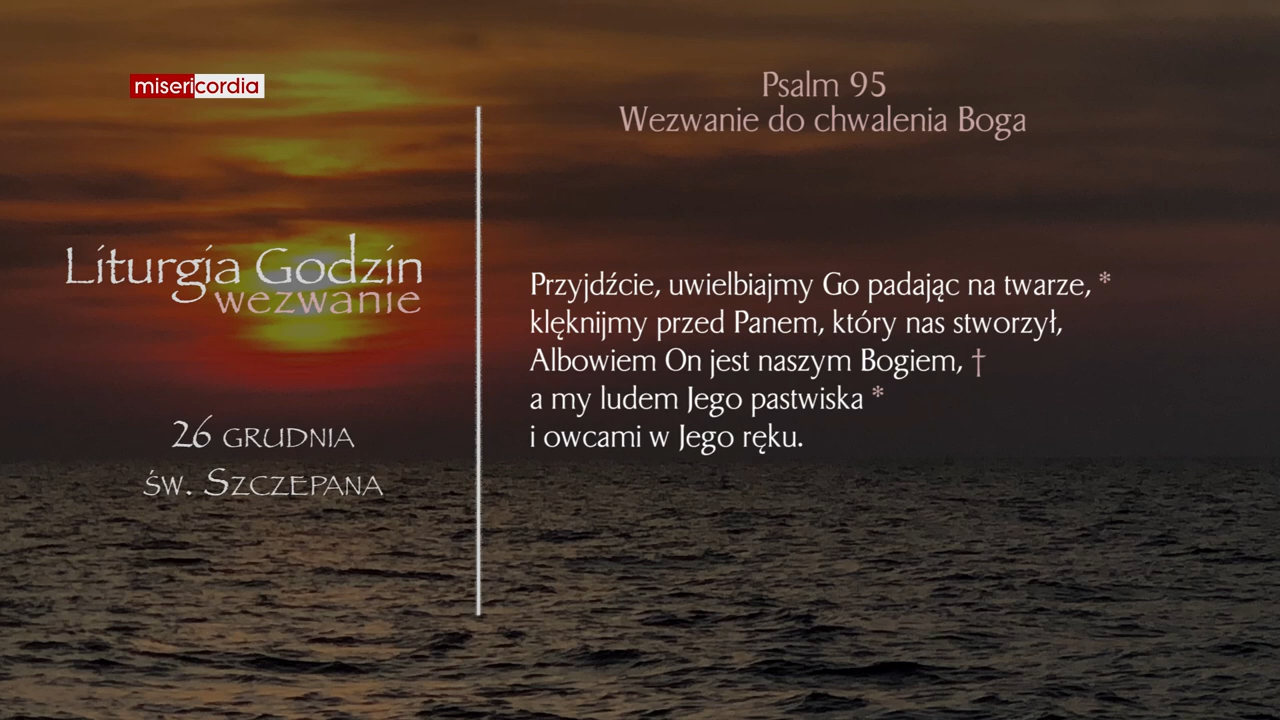 misericordia
Liturgia Godzin
wezwanie
26 GRUDNIA
ŚW. SZCZEPANA
Psalm 95
Wezwanie do chwalenia Boga
Przyjdźcie, uwielbiajmy Go padając na twarze, *
klęknijmy przed Panem, który nas stworzył,
Albowiem On jest naszym Bogiem, †
a my ludem Jego pastwiska *
i owcami w Jego ręku.